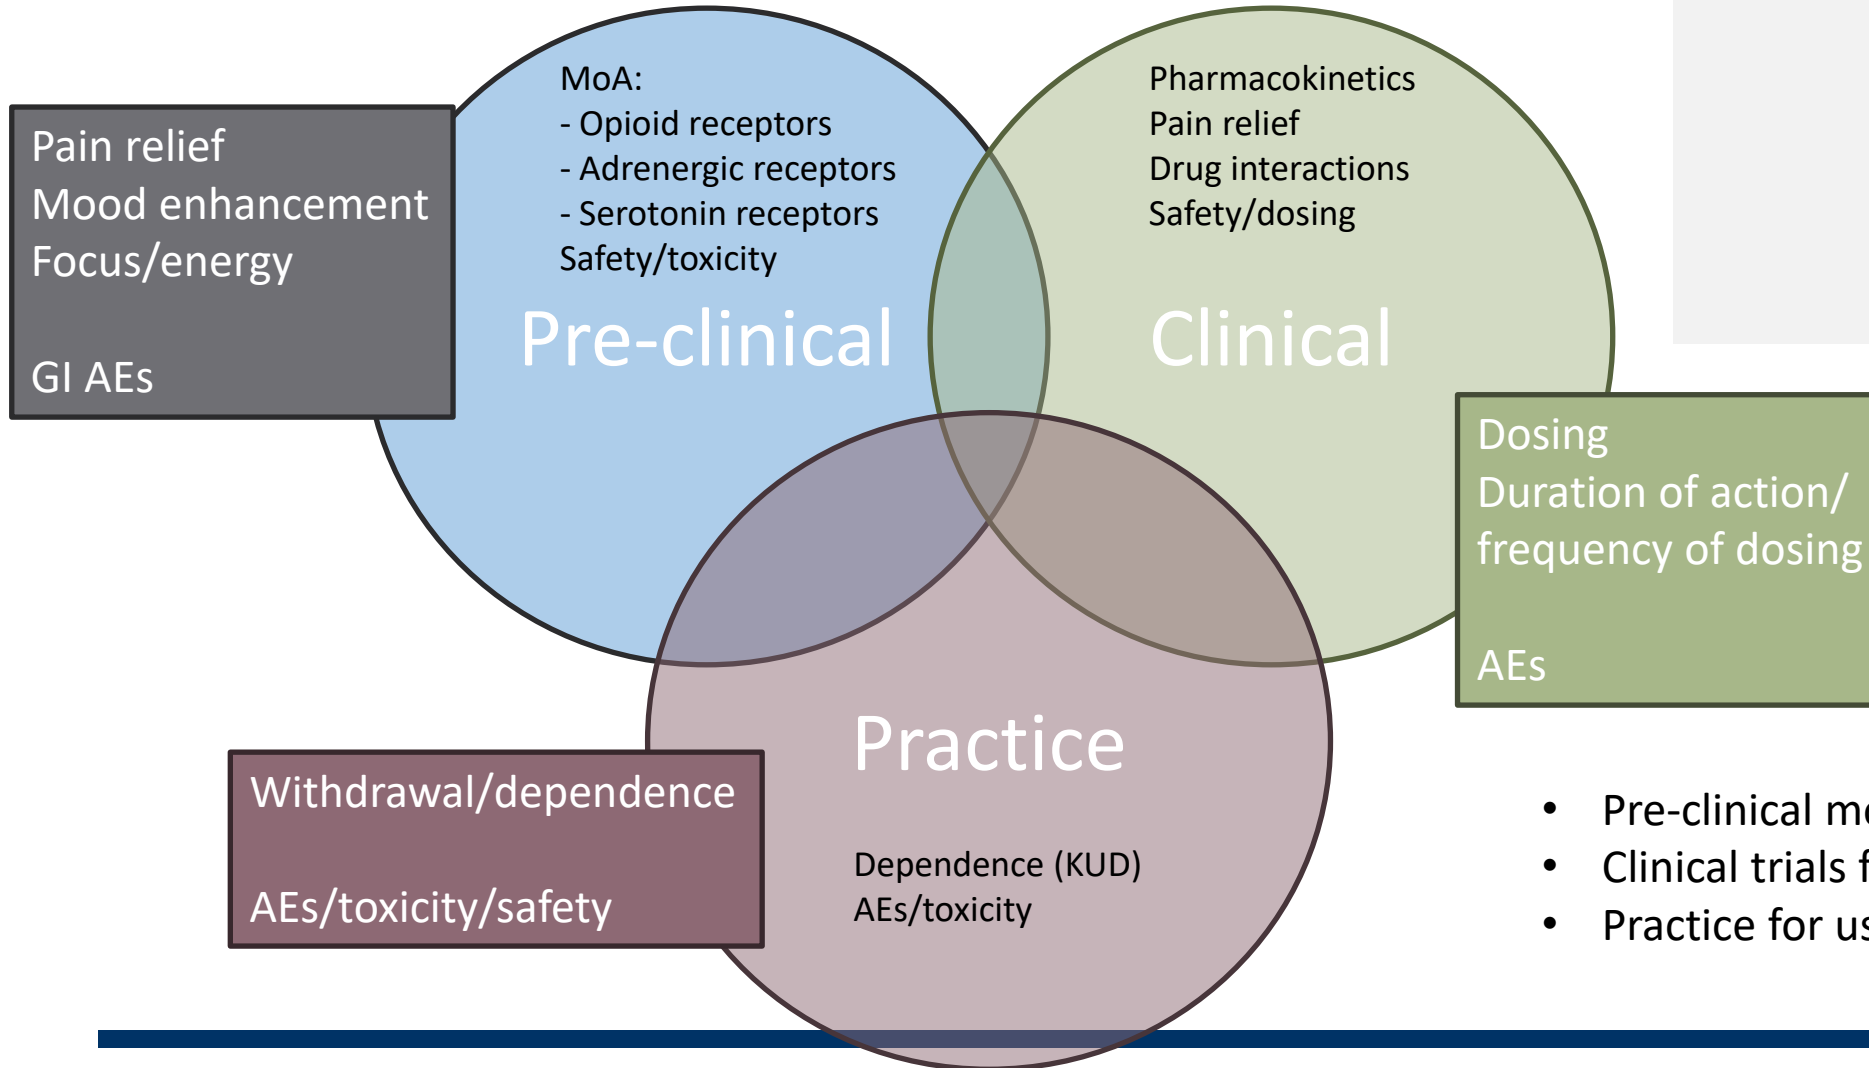 MoA:
- Opioid receptors
- Adrenergic receptors
- Serotonin receptors
Safety/toxicity
Pre-clinical
Pharmacokinetics
Pain relief
Drug interactions
Safety/dosing
Clinical
Pain relief
Mood enhancement
Focus/energy
GI AEs
Dosing
Duration of action/
frequency of dosing
AEs
Practice
Dependence (KUD)
AEs/toxicity
Withdrawal/dependence
AEs/toxicity/safety
• Pre-clinical
• Clinical trials
• Practice for